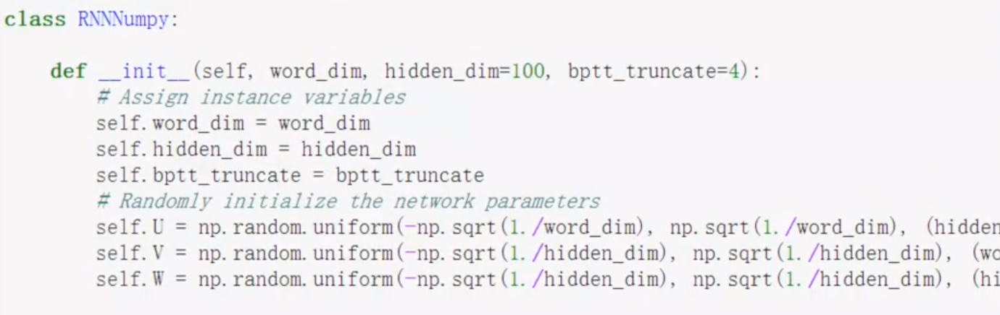 class RNNNumpy:
def __init__(self, word_dim, hidden_dim=100, bptt_truncate=4):
# Assign instance variables
self.word_dim = word_dim
self.hidden_dim = hidden_dim
self.bptt_truncate = bptt_truncate
# Randomly initialize the network parameters
self.U = np.random.uniform(-np.sqrt(1./word_dim), np.sqrt(1./word_dim), (hidden
self.V = np.random.uniform(-np.sqrt(1./hidden_dim), np.sqrt(1./hidden_dim), (wo
self.W = np.random.uniform(-np.sqrt(1./hidden_dim), np.sqrt(1./hidden_dim), (hi